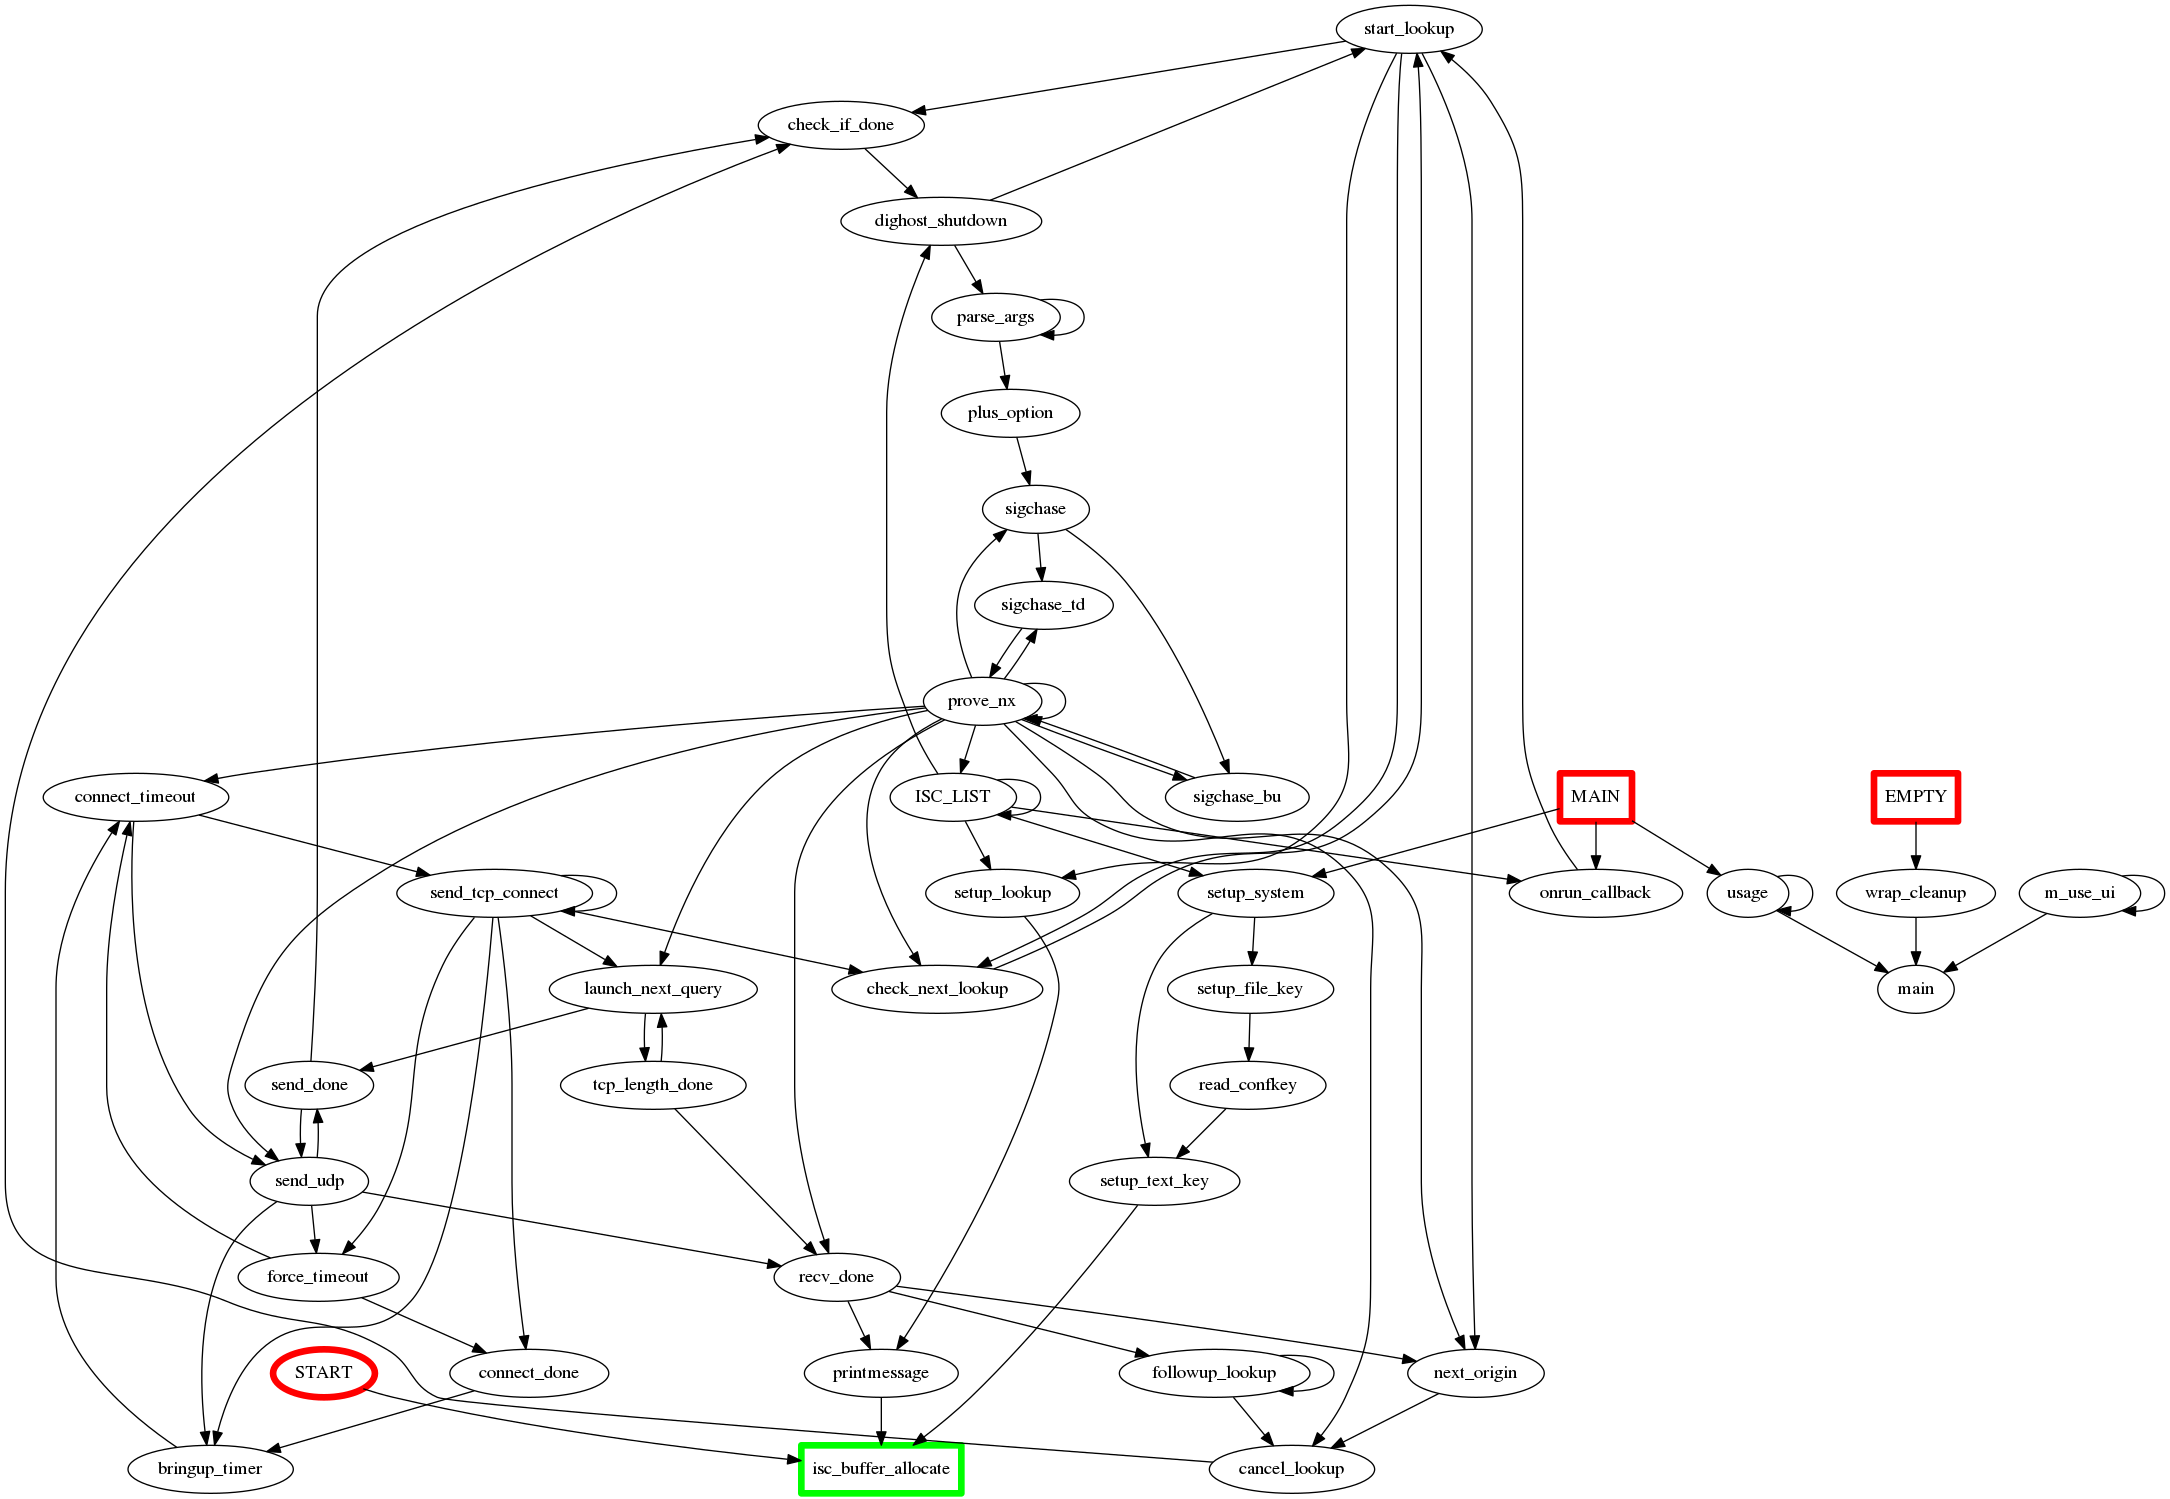 start_lookup
check_if_done
dighost_shutdown
parse_args
plus_option
sigchase
sigchase_td
prove_nx
connect_timeout
ISC_LIST
sigchase_bu
MAIN
EMPTY
send_tcp_connect
setup_lookup
setup_system
onrun_callback
usage
wrap_cleanup
m_use_ui
launch_next_query
check_next_lookup
setup_file_key
main
send_done
tcp_length_done
read_confkey
send_udp
setup_text_key
force_timeout
recv_done
START
connect_done
printmessage
followup_lookup
next_origin
bringup_timer
isc_buffer_allocate
cancel_lookup